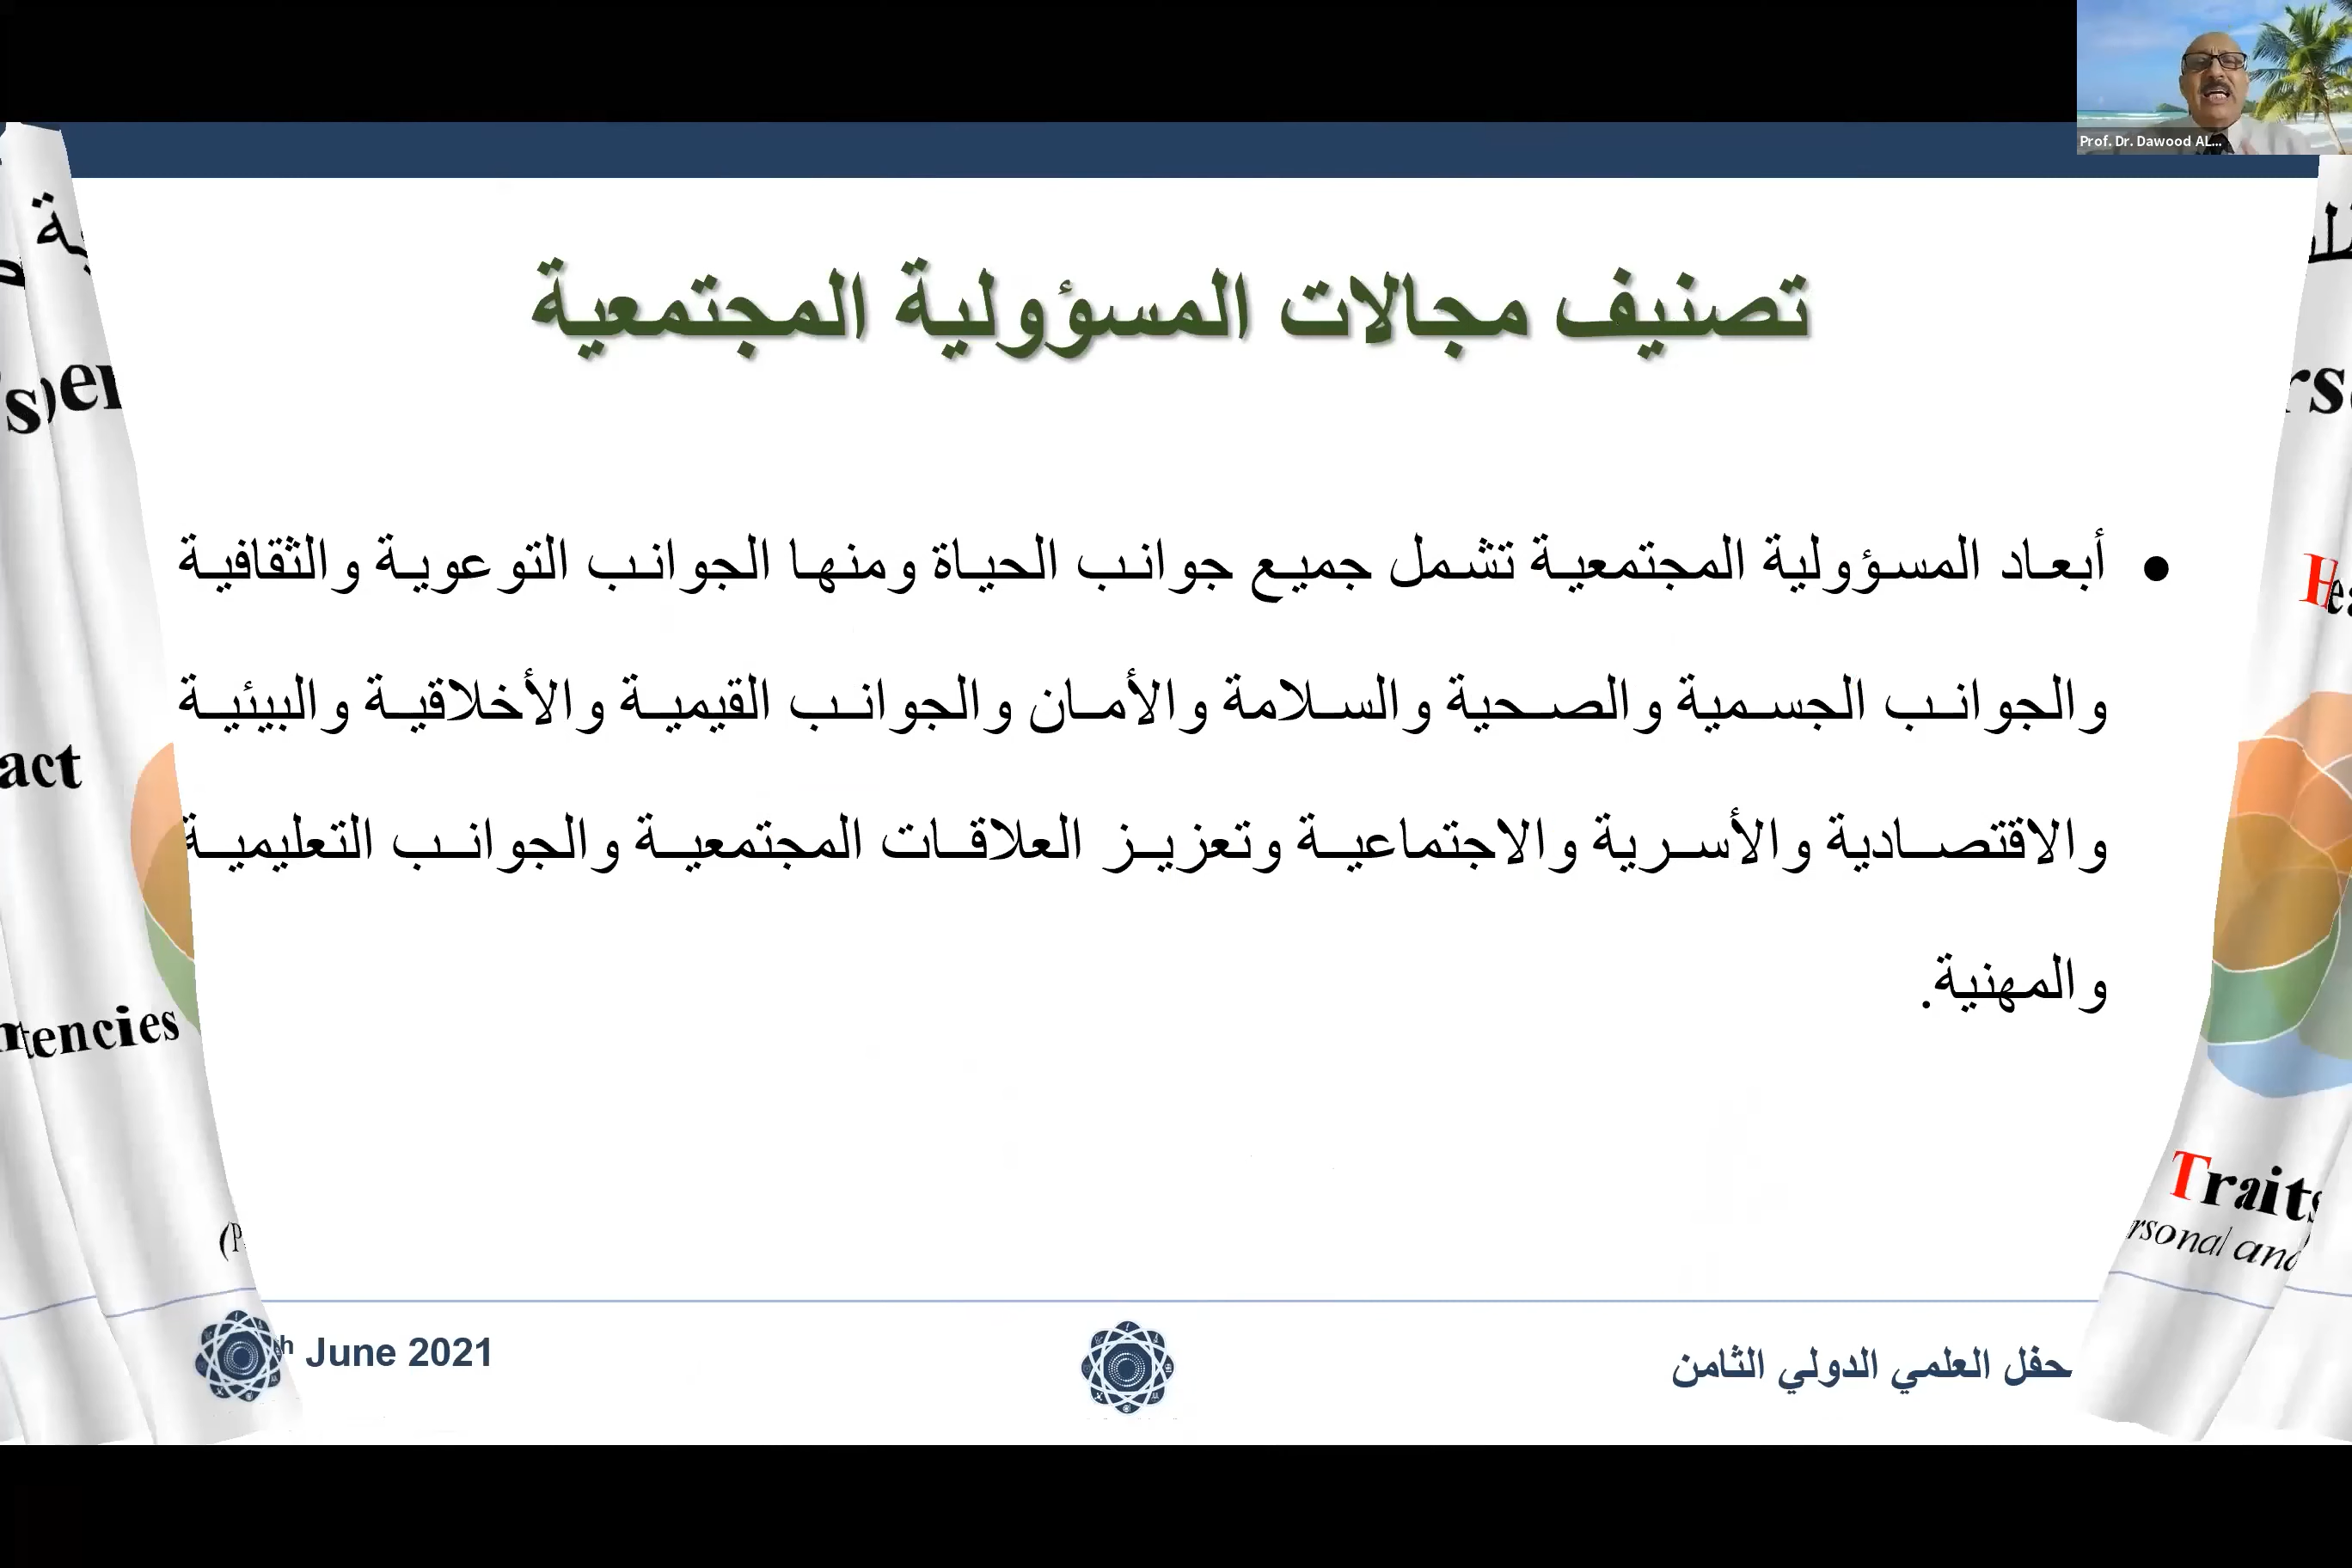 Prof. Dr. Dawood AL...
تصنيف مجالات المسؤولية المجتمعية
• أبعاد المسؤولية المجتمعية تشمل جميع جوانب الحياة ومنها الجوانب التوعوية والثقافية
والجوانب الجسمية والصحية والسلامة والأمان والجوانب القيمية والأخلاقية والبيئية
والاقتصادية والأسرية والاجتماعية وتعزيز العلاقات المجتمعية والجوانب التعليمية
والمهنية.
act
tencies
Traits
rsonal and
h June 2021
حفل العلمي الدولي الثامن